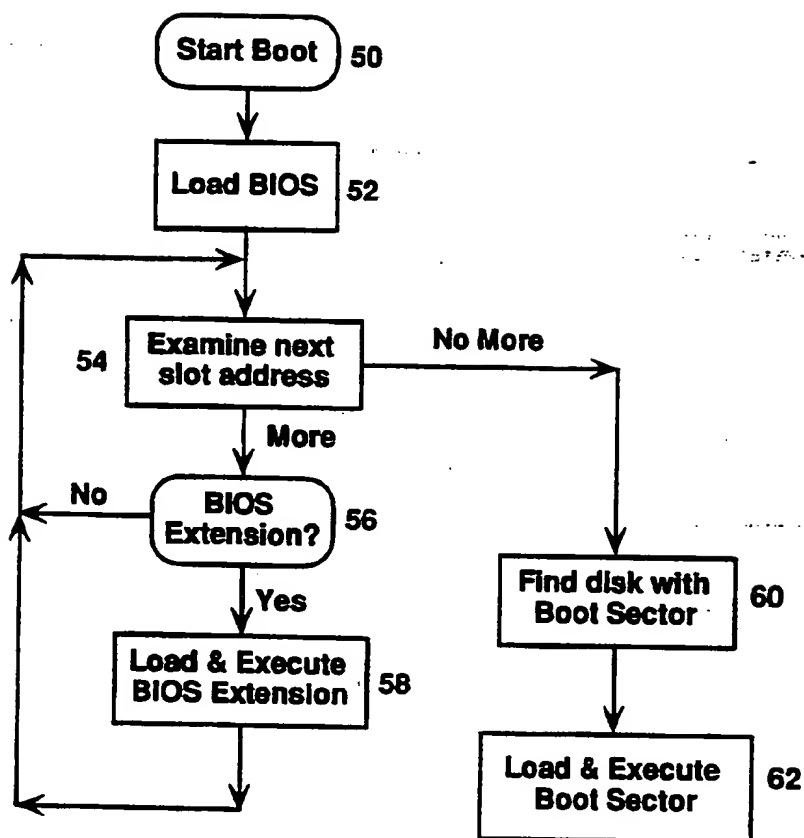 Start Boot
50
Load BIOS
52
Examine next
slot address
54
No More
More
BIOS
Extension?
56
No
Yes
Load & Execute
BIOS Extension
58
Find disk with
Boot Sector
60
Load & Execute
Boot Sector
62